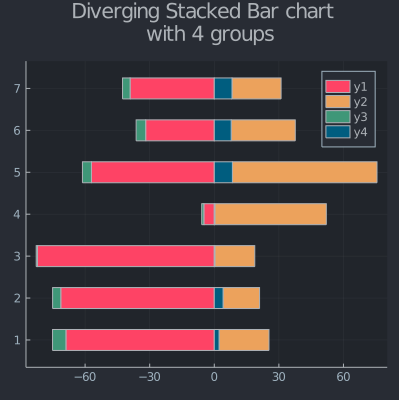 Diverging Stacked Bar chart
with 4 groups
7
6
5
4
3
2
1
y1
y2
y3
y4
−60 −30 0 30 60